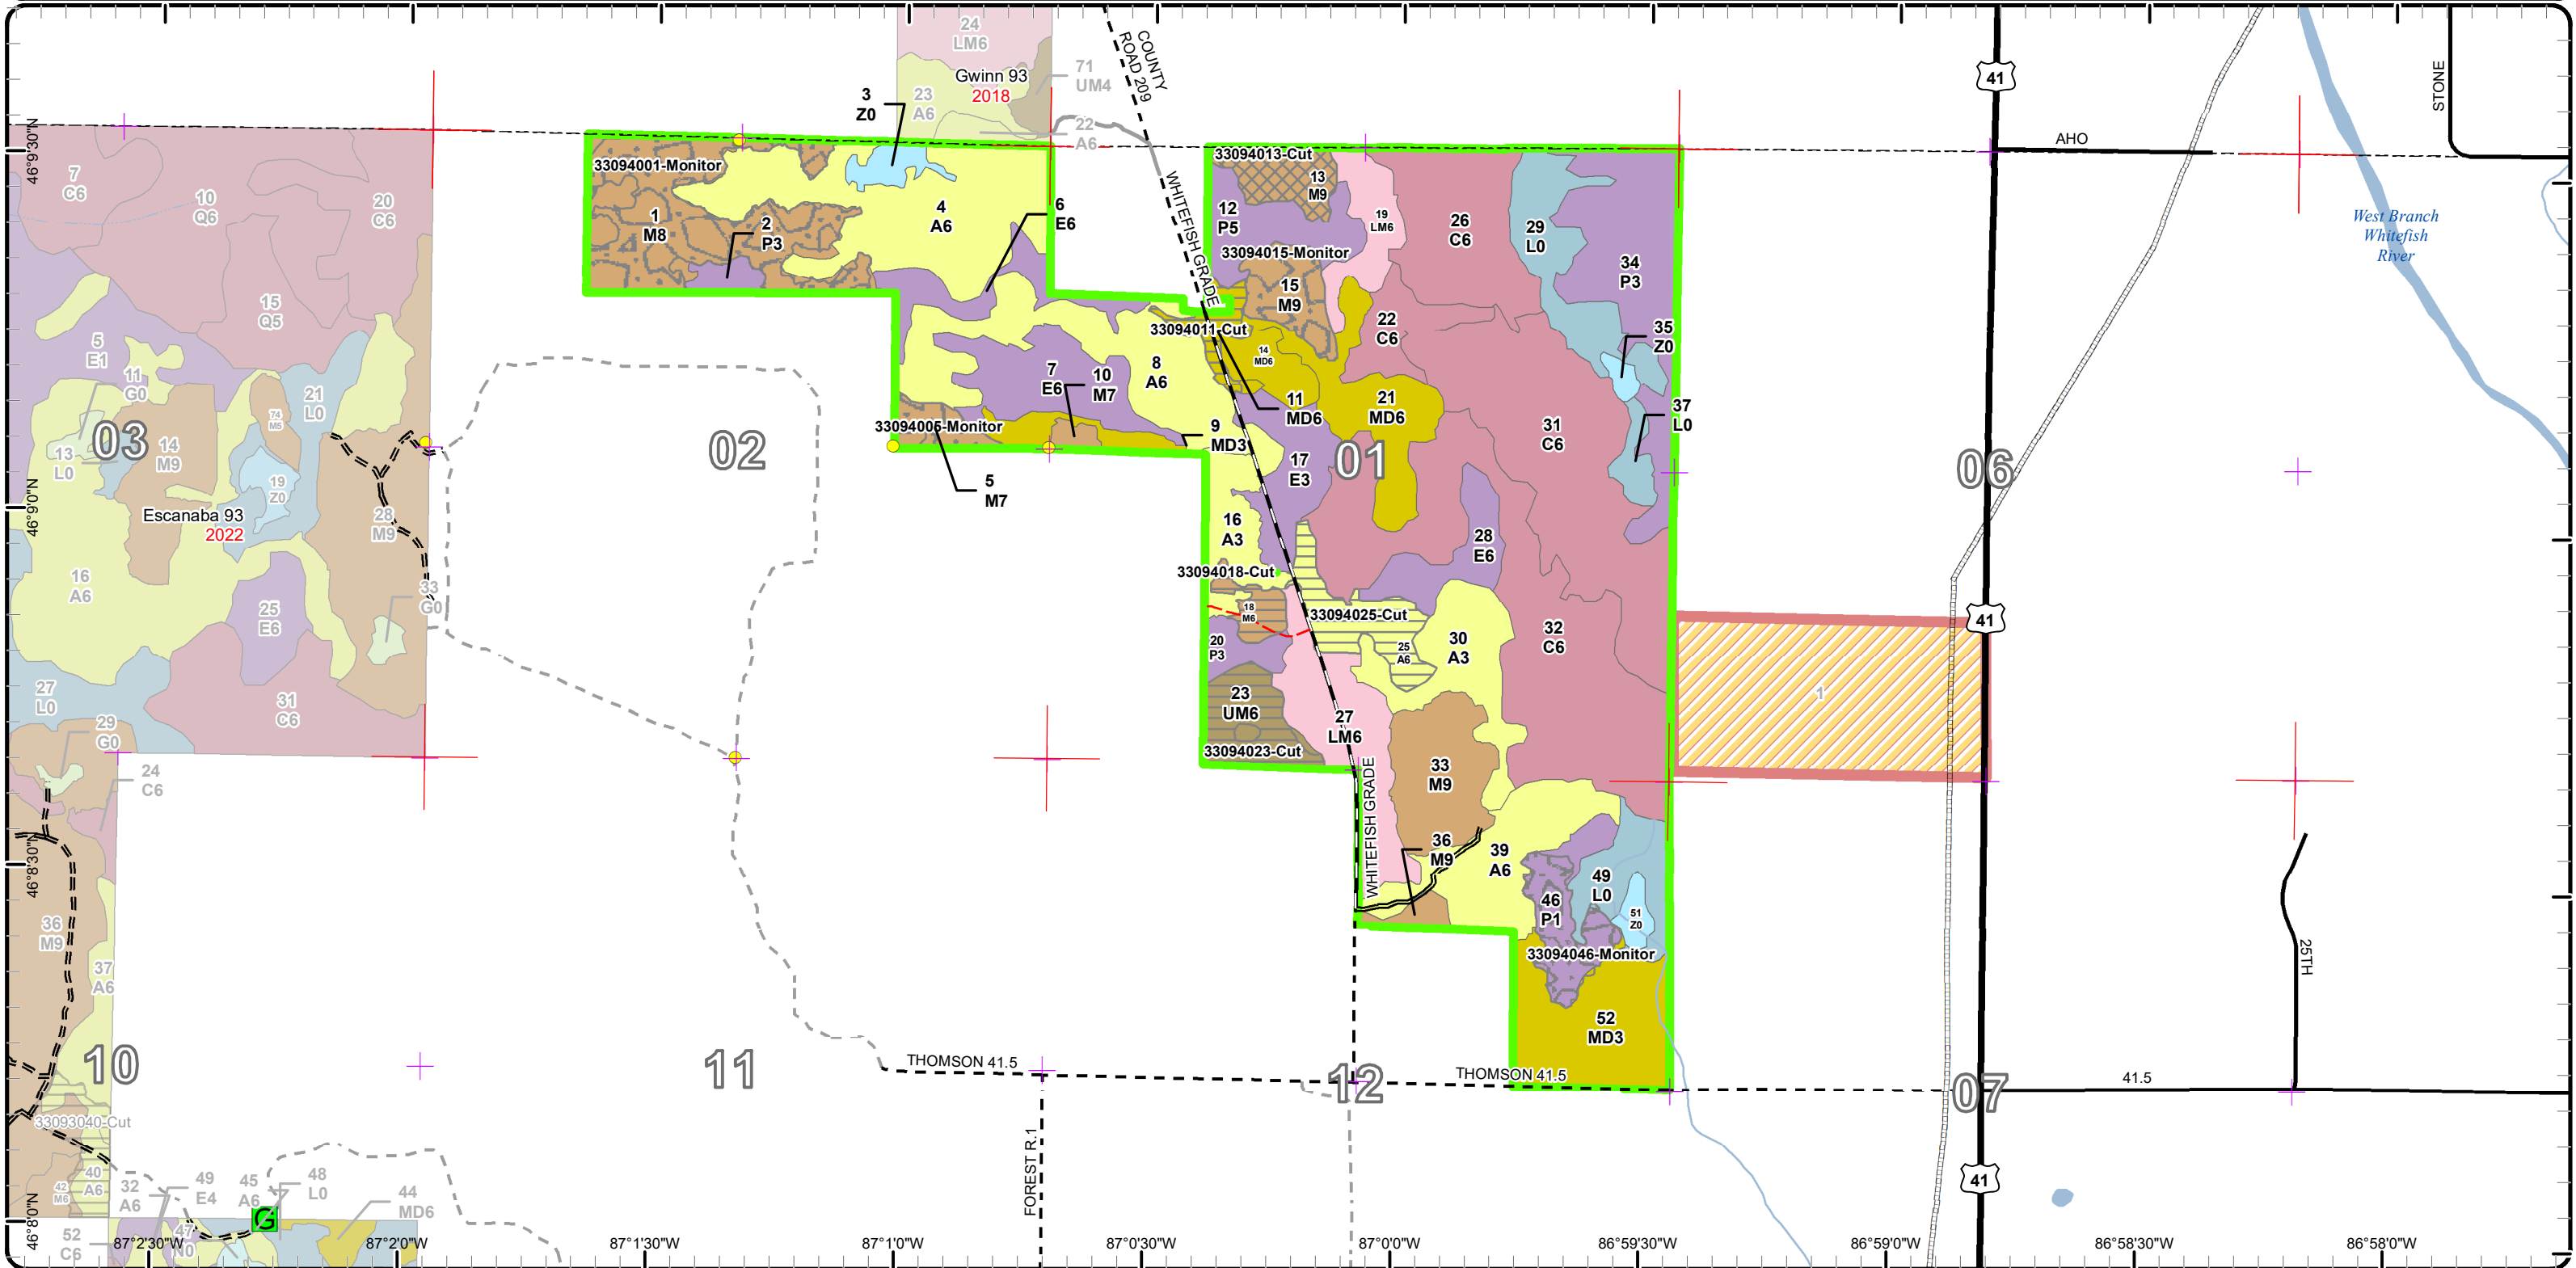 24
LM6
Gwinn 93
2018
71
UM4
23
A6
22
A6
3
Z0
COUNTY
ROAD 209
41
STONE
AHO
West Branch
Whitefish
River
46°9'30"N
7
C6
10
Q6
20
C6
15
Q5
5
E1
11
G0
21
L0
74
M5
03
14
M9
13
L0
19
Z0
Escanaba 93
2022
28
M9
16
A6
25
E6
33
G0
27
L0
31
C6
29
G0
24
C6
46°9'0"N
33094001-Monitor
1
M8
2
P3
4
A6
6
E6
WHITEFISH GRADE
33094013-Cut
13
M9
12
P5
19
LM6
26
C6
29
L0
34
P3
33094015-Monitor
15
M9
22
C6
35
Z0
33094011-Cut
14
MD6
8
A6
7
E6
10
M7
11
MD6
21
MD6
31
C6
37
L0
33094005-Monitor
9
MD3
5
M7
02
17
E3
01
06
16
A3
28
E6
33094018-Cut
18
M6
33094025-Cut
41
20
P3
25
A6
30
A3
32
C6
23
UM6
27
LM6
1
33094023-Cut
33
M9
WHITEFISH GRADE
36
M9
39
A6
49
L0
46
P1
51
Z0
33094046-Monitor
52
MD3
46°8'30"N
36
M9
37
A6
10
11
THOMSON 41.5
12
THOMSON 41.5
07
41.5
25TH
33093040-Cut
FOREST R.1
40
A6
42
M6
32
A6
49
E4
45
A6
48
L0
44
MD6
41
G
47
N0
52
C6
46°8'0"N
87°2'30"W
87°2'0"W
87°1'30"W
87°1'0"W
87°0'30"W
87°0'0"W
86°59'30"W
86°59'0"W
86°58'30"W
86°58'0"W